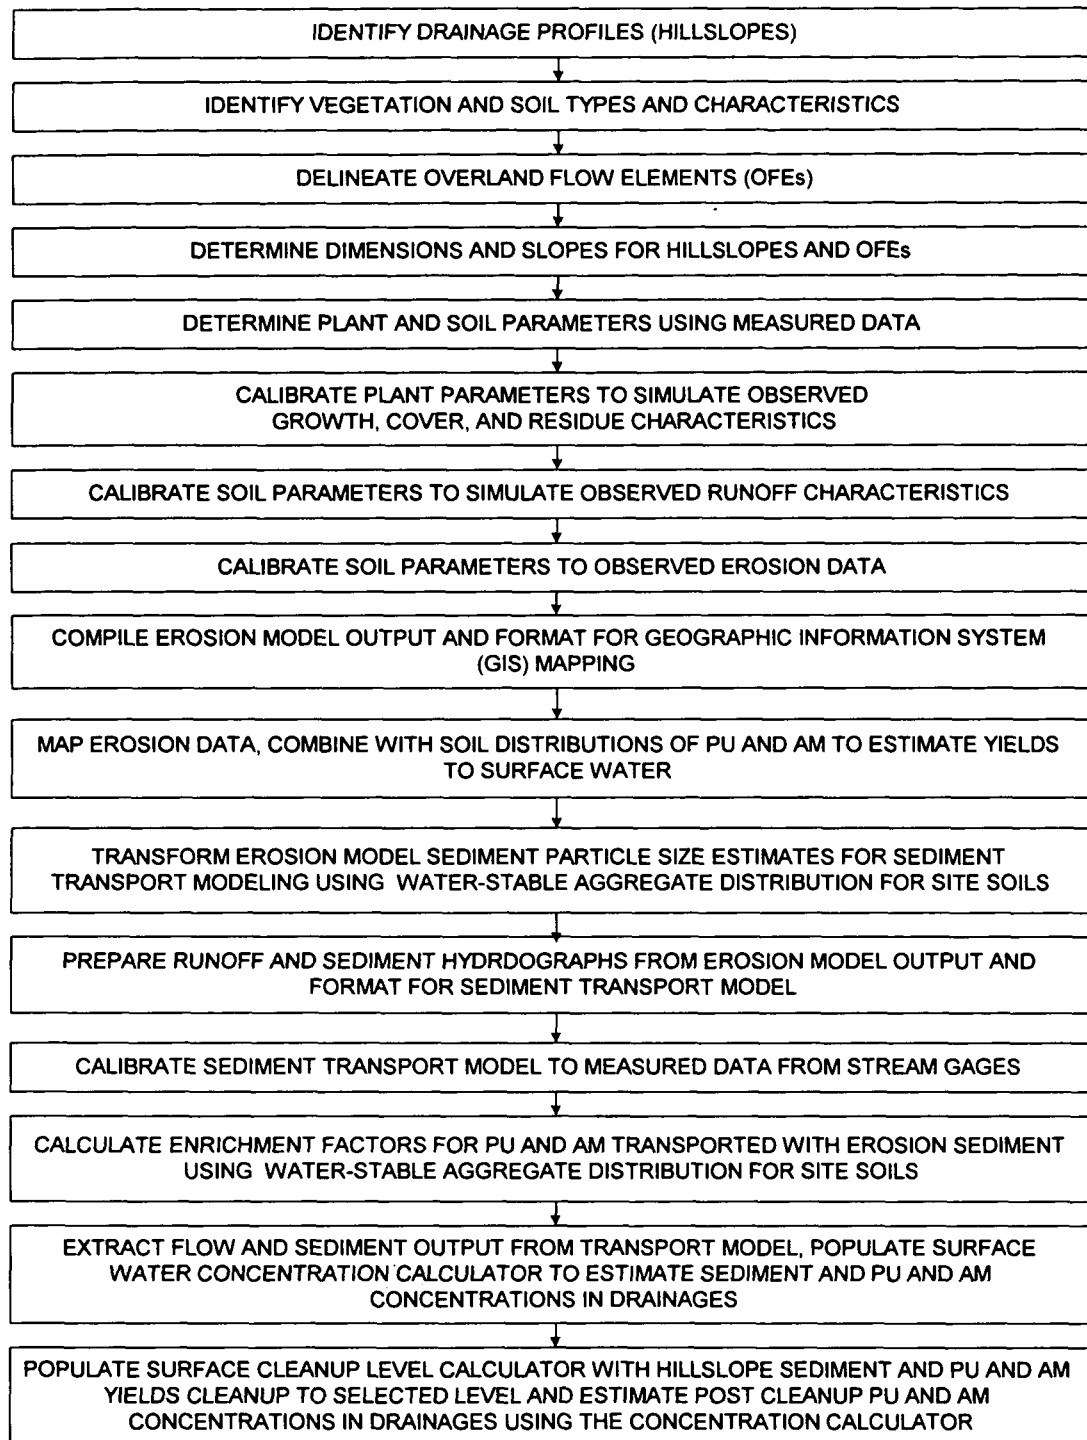 IDENTIFY DRAINAGE PROFILES (HILLSLOPES)
IDENTIFY VEGETATION AND SOIL TYPES AND CHARACTERISTICS
DELINEATE OVERLAND FLOW ELEMENTS (OFEs)
DETERMINE DIMENSIONS AND SLOPES FOR HILLSLOPES AND OFEs
DETERMINE PLANT AND SOIL PARAMETERS USING MEASURED DATA
CALIBRATE PLANT PARAMETERS TO SIMULATE OBSERVED
GROWTH, COVER, AND RESIDUE CHARACTERISTICS
CALIBRATE SOIL PARAMETERS TO SIMULATE OBSERVED RUNOFF CHARACTERISTICS
CALIBRATE SOIL PARAMETERS TO OBSERVED EROSION DATA
COMPILE EROSION MODEL OUTPUT AND FORMAT FOR GEOGRAPHIC INFORMATION SYSTEM
(GIS) MAPPING
MAP EROSION DATA, COMBINE WITH SOIL DISTRIBUTIONS OF PU AND AM TO ESTIMATE YIELDS
TO SURFACE WATER
TRANSFORM EROSION MODEL SEDIMENT PARTICLE SIZE ESTIMATES FOR SEDIMENT
TRANSPORT MODELING USING WATER-STABLE AGGREGATE DISTRIBUTION FOR SITE SOILS
PREPARE RUNOFF AND SEDIMENT HYDRDOGRAPHS FROM EROSION MODEL OUTPUT AND
FORMAT FOR SEDIMENT TRANSPORT MODEL
CALIBRATE SEDIMENT TRANSPORT MODEL TO MEASURED DATA FROM STREAM GAGES
CALCULATE ENRICHMENT FACTORS FOR PU AND AM TRANSPORTED WITH EROSION SEDIMENT
USING WATER-STABLE AGGREGATE DISTRIBUTION FOR SITE SOILS
EXTRACT FLOW AND SEDIMENT OUTPUT FROM TRANSPORT MODEL, POPULATE SURFACE
WATER CONCENTRATION CALCULATOR TO ESTIMATE SEDIMENT AND PU AND AM
CONCENTRATIONS IN DRAINAGES
POPULATE SURFACE CLEANUP LEVEL CALCULATOR WITH HILLSLOPE SEDIMENT AND PU AND AM
YIELDS CLEANUP TO SELECTED LEVEL AND ESTIMATE POST CLEANUP PU AND AM
CONCENTRATIONS IN DRAINAGES USING THE CONCENTRATION CALCULATOR